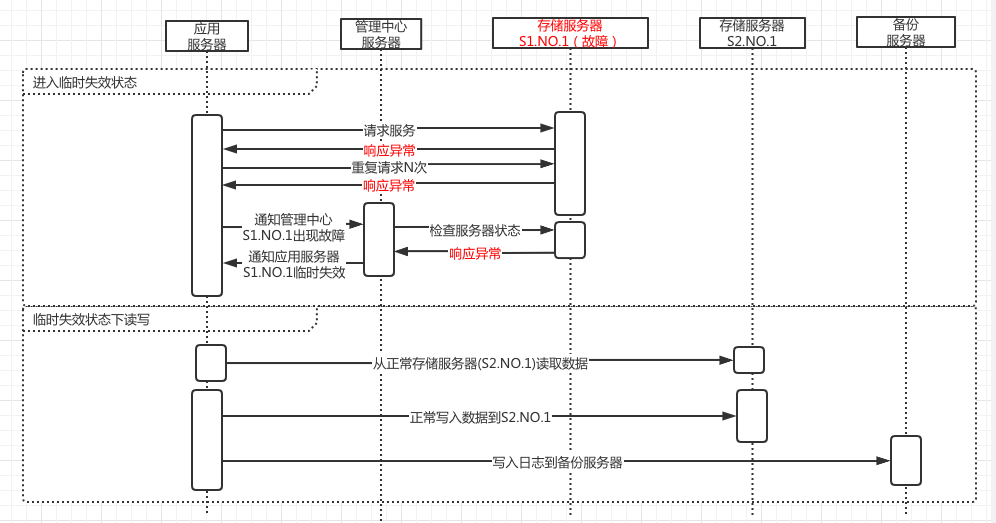 应用
服务器
管理中心
服务器
存储服务器
S1.NO.1（故障）
存储服务器
S2.NO.1
备份
服务器
进入临时失效状态
请求服务
响应异常
重复请求N次
响应异常
通知管理中心
S1.NO.1出现故障
检查服务器状态
响应异常
通知应用服务器
S1.NO.1临时失效
临时失效状态下读写
从正常存储服务器(S2.NO.1)读取数据
正常写入数据到S2.NO.1
写入日志到备份服务器